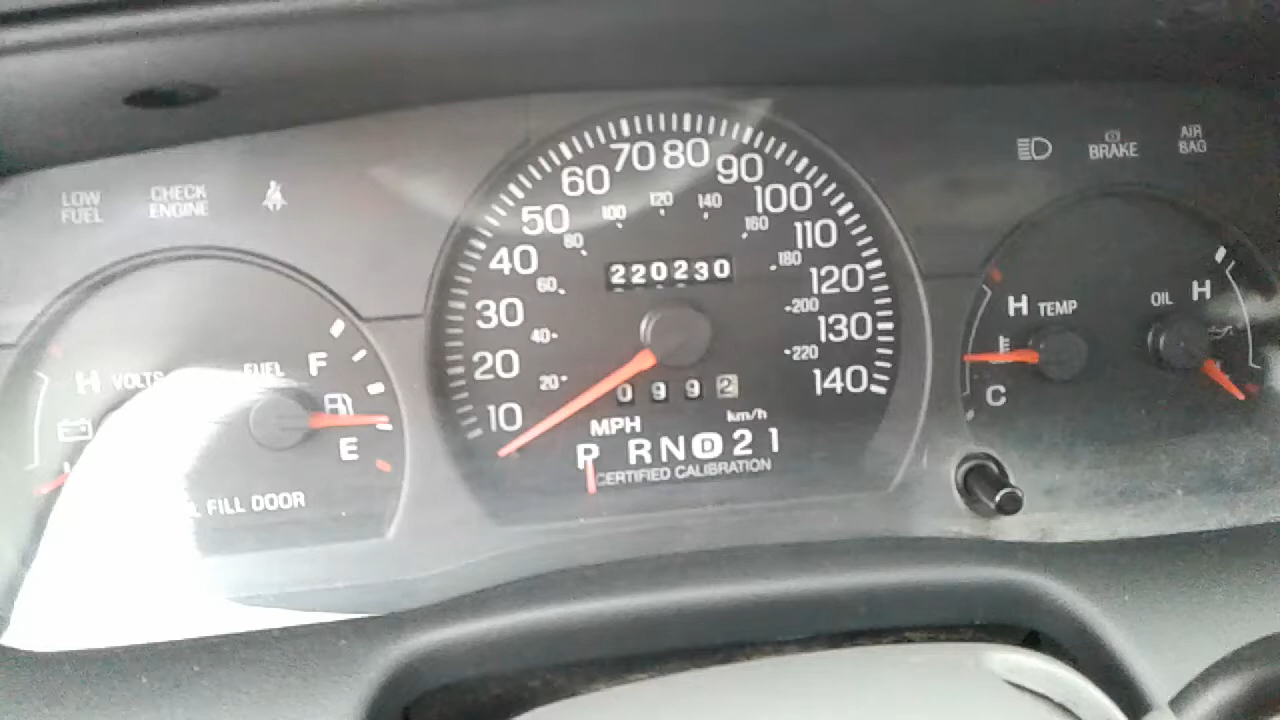 LOW FUEL
CHECK ENGINE
BRAKE
AIR BAG
H VOLTS
FUEL F
E
FILL DOOR
10 20 30 40 50 60 70 80 90 100 110 120 130 140
20 40 60 80 100 120 140 160 180 200 220
220230
0992
MPH
km/h
P RND21
CERTIFIED CALIBRATION
H TEMP
C
OIL H